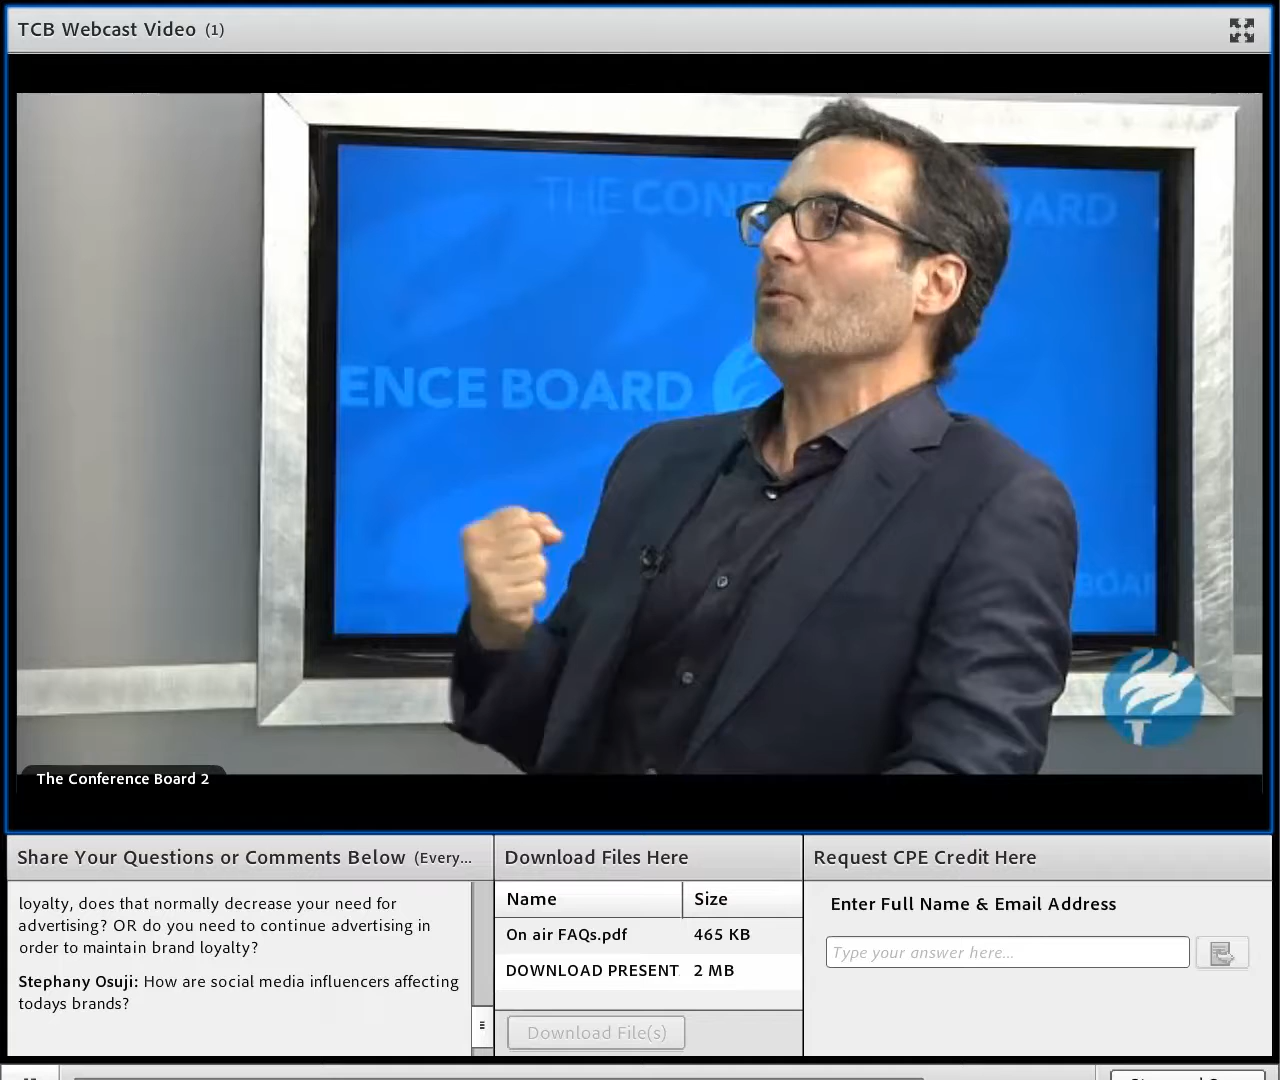 TCB Webcast Video (1)
THE CONFE
OARD
ENCE BOARD
BOAR
T
The Conference Board 2
Share Your Questions or Comments Below (Every...
loyalty, does that normally decrease your need for
advertising? OR do you need to continue advertising in
order to maintain brand loyalty?
Stephany Osuji: How are social media influencers affecting
todays brands?
Download Files Here
Name Size
On air FAQs.pdf 465 KB
DOWNLOAD PRESENT 2 MB
Download File(s)
Request CPE Credit Here
Enter Full Name & Email Address
Type your answer here...